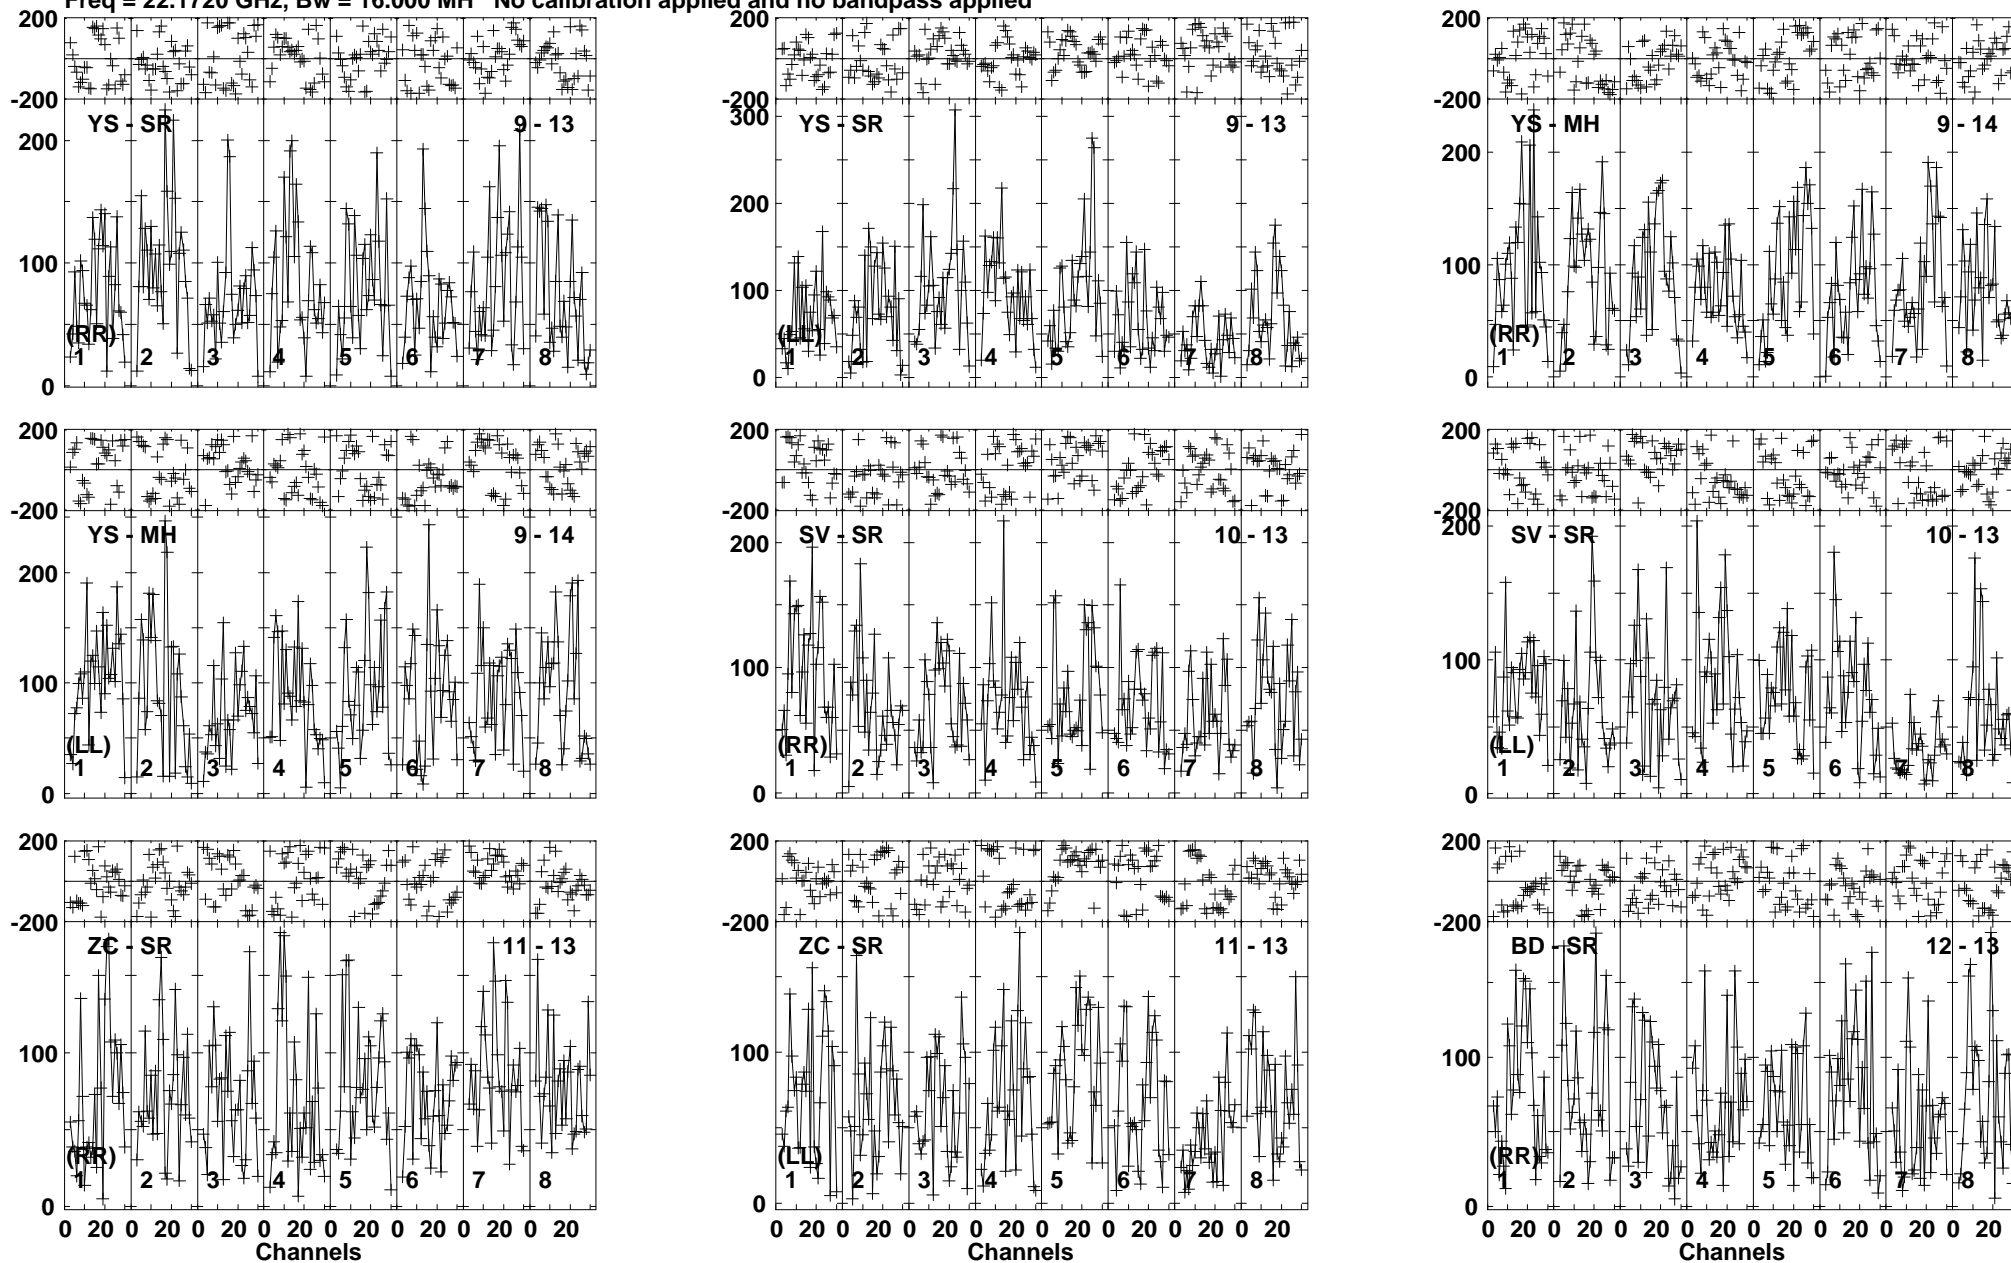 Freq = 22.1720 GHz, Bw = 16.000 MH No calibration applied and no bandpass applied
200 200 200
-200 -200 -200
YS - SR 9 - 13 YS - SR 9 - 13 YS - MH 9 - 14
200 100 0
300 200 100 0
200 100 0
(RR) (LL) (RR)
1 2 3 4 5 6 7 8 1 2 3 4 5 6 7 8 1 2 3 4 5 6 7 8
200 200 200
-200 -200 -200
YS - MH 9 - 14 SV - SR 10 - 13 SV - SR 10 - 13
200 100 0
200 100 0
200 100 0
(LL) (RR) (LL)
1 2 3 4 5 6 7 8 1 2 3 4 5 6 7 8 1 2 3 4 5 6 7 8
200 200 200
-200 -200 -200
ZC - SR 11 - 13 ZC - SR 11 - 13 BD - SR 12 - 13
100 0
100 0
100 0
(RR) (LL) (RR)
1 2 3 4 5 6 7 8 1 2 3 4 5 6 7 8 1 2 3 4 5 6 7 8
0 20 0 20 0 20 0 20 0 20 0 20 0 20 0 20 0 20 0 20 0 20 0 20 0 20 0 20 0 20 0 20 0 20 0 20 0 20 0 20 0 20 0 20 0 20 0 20
Channels Channels Channels